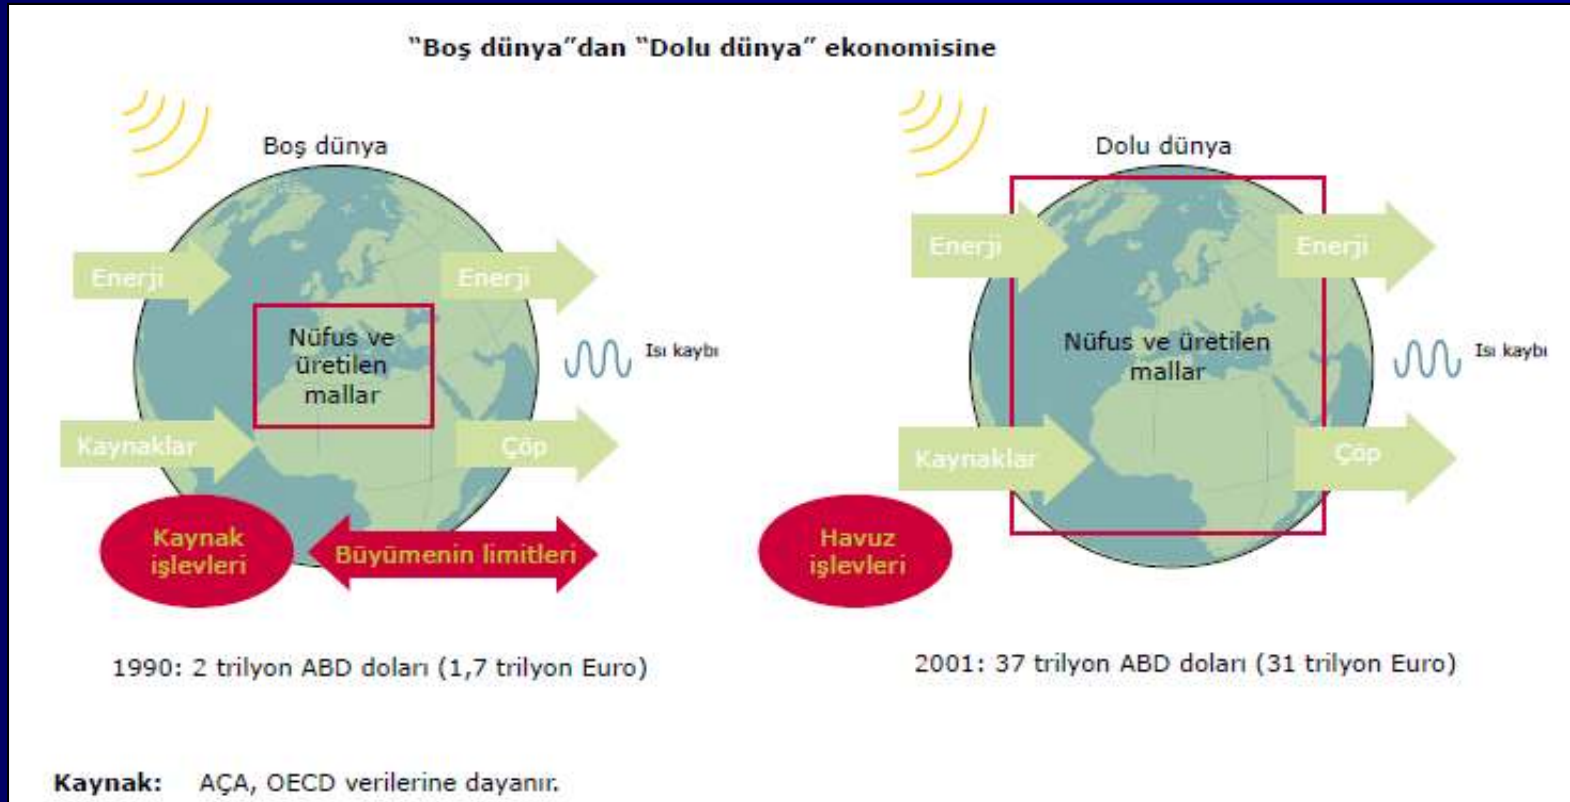 “Boş dünya”dan “Dolu dünya” ekonomisine
Boş dünya
Enerji
Enerji
Nüfus ve
üretilen
mallar
Isı kaybı
Kaynaklar
Çöp
Kaynak
işlevleri
Büyümenin limitleri
1990: 2 trilyon ABD doları (1,7 trilyon Euro)
Dolu dünya
Enerji
Enerji
Nüfus ve üretilen
mallar
Isı kaybı
Kaynaklar
Çöp
Havuz
işlevleri
2001: 37 trilyon ABD doları (31 trilyon Euro)
Kaynak: AÇA, OECD verilerine dayanır.